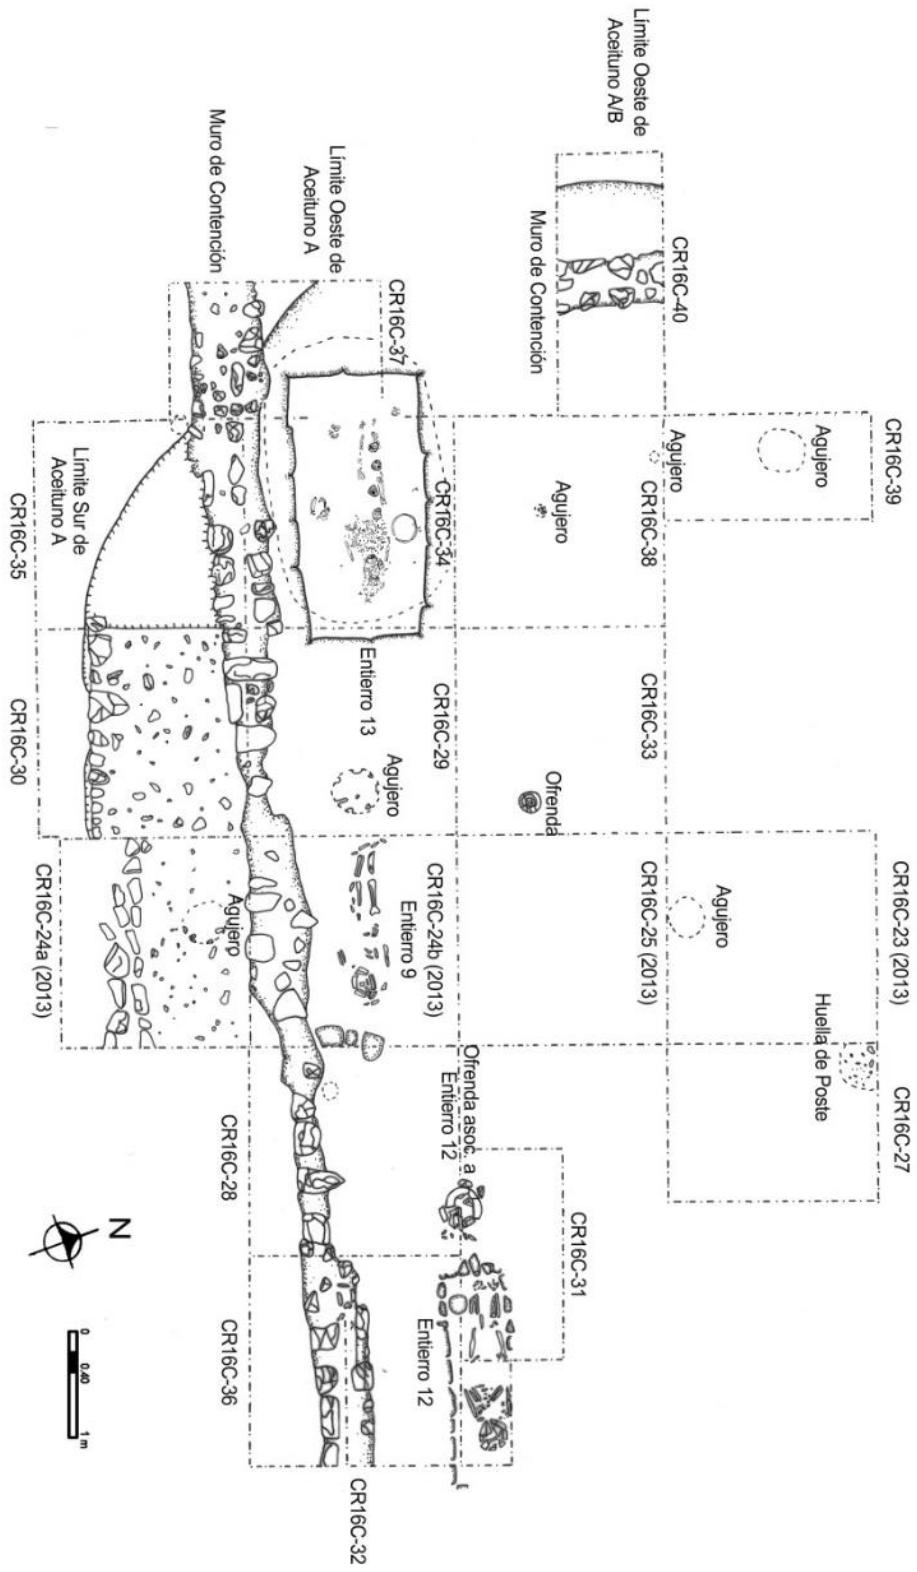 CR16C-39
CR16C-23 (2013)
CR16C-27
Agujero
Huella de Poste
Agujero
CR16C-40
Agujero
Límite Oeste de
Aceituno A/B
CR16C-38
CR16C-33
CR16C-25 (2013)
CR16C-31
Agujero
Ofrenda
Muro de Contención
Ofrenda asoc. a
Entierro 12
CR16C-34
CR16C-29
CR16C-24b (2013)
Entierro 9
Entierro 12
CR16C-37
Agujero
Entierro 13
CR16C-32
Límite Oeste de
Aceituno A
Agujero
Muro de Contención
CR16C-28
CR16C-36
N
Límite Sur de
Aceituno A
0 0.40 1 m
CR16C-24a (2013)
CR16C-35
CR16C-30